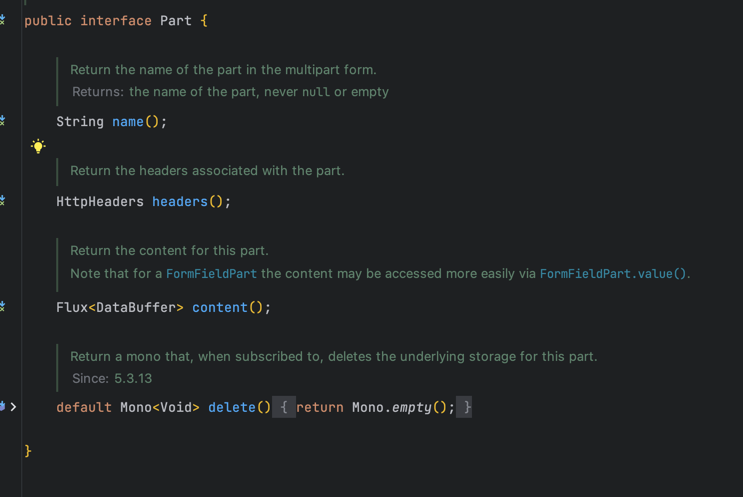 public interface Part {
Return the name of the part in the multipart form.
Returns: the name of the part, never null or empty
String name();
Return the headers associated with the part.
HttpHeaders headers();
Return the content for this part.
Note that for a FormFieldPart the content may be accessed more easily via FormFieldPart.value().
Flux<DataBuffer> content();
Return a mono that, when subscribed to, deletes the underlying storage for this part.
Since: 5.3.13
default Mono<Void> delete() { return Mono.empty(); }
}